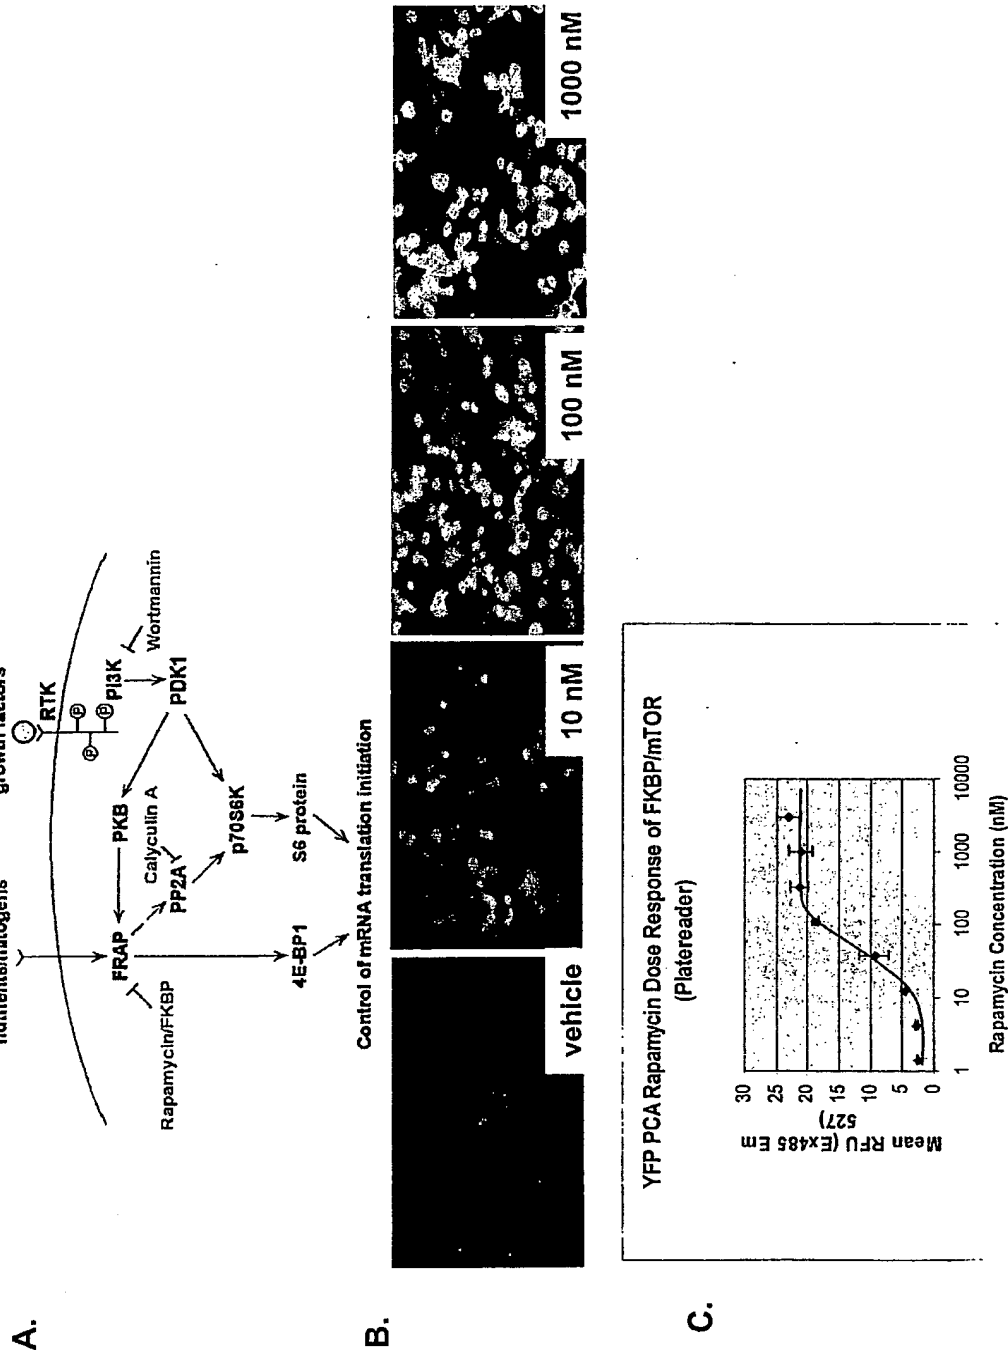 A.
growth factors
RTK
P
P
P
PI3K
Wortmannin
PDK1
PKB
Calyculin A
PP2A
FRAP
Rapamycin/FKBP
p70S6K
4E-BP1
S6 protein
Control of mRNA translation initiation
B.
vehicle
10 nM
100 nM
1000 nM
C.
YFP PCA Rapamycin Dose Response of FKBP/mTOR
(Platereader)
Mean RFU (Ex485 Em
527)
30
25
20
15
10
5
0
1
10
100
1000
10000
Rapamycin Concentration (nM)